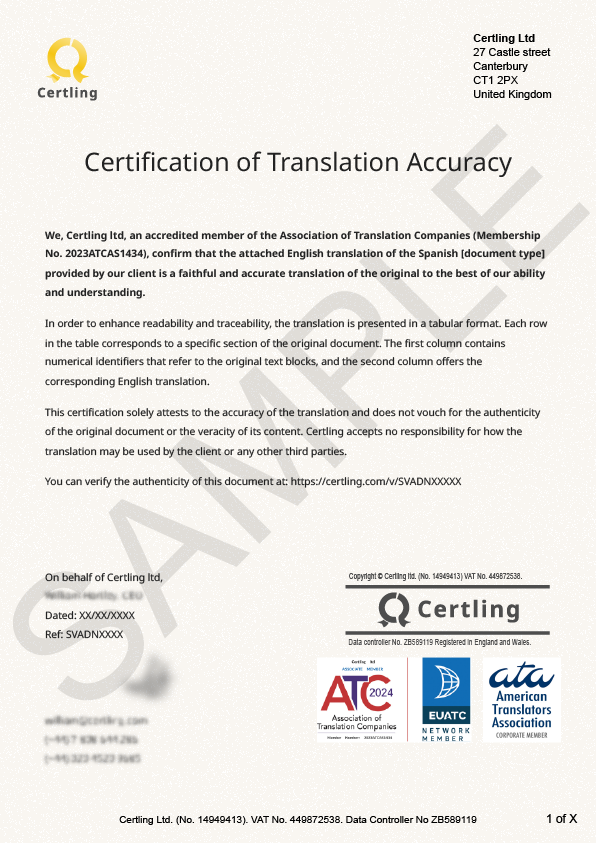 Certling
Certling Ltd
27 Castle street
Canterbury
CT1 2PX
United Kingdom
Certification of Translation Accuracy
We, Certling ltd, an accredited member of the Association of Translation Companies (Membership
No. 2023ATCAS1434), confirm that the attached English translation of the Spanish [document type]
provided by our client is a faithful and accurate translation of the original to the best of our ability
and understanding.
In order to enhance readability and traceability, the translation is presented in a tabular format. Each row
in the table corresponds to a specific section of the original document. The first column contains
numerical identifiers that refer to the original text blocks, and the second column offers the
corresponding English translation.
This certification solely attests to the accuracy of the translation and does not vouch for the authenticity
of the original document or the veracity of its content. Certling accepts no responsibility for how the
translation may be used by the client or any other third parties.
You can verify the authenticity of this document at: https://certling.com/v/SVADNXXXXX
SAMPLE
On behalf of Certling ltd,
Dated: XX/XX/XXXX
Ref: SVADNXXXX
Copyright © Certling ltd. (No. 14949413) VAT No. 449872538.
Certling
Data controller No. ZB589119 Registered in England and Wales.
Certling ltd
ASSOCIATE MEMBER
ATC 2024
Association of
Translation Companies
EUATC
NETWORK
MEMBER
ata
American
Translators
Association
CORPORATE MEMBER
Certling Ltd. (No. 14949413). VAT No. 449872538. Data Controller No ZB589119
1 of X